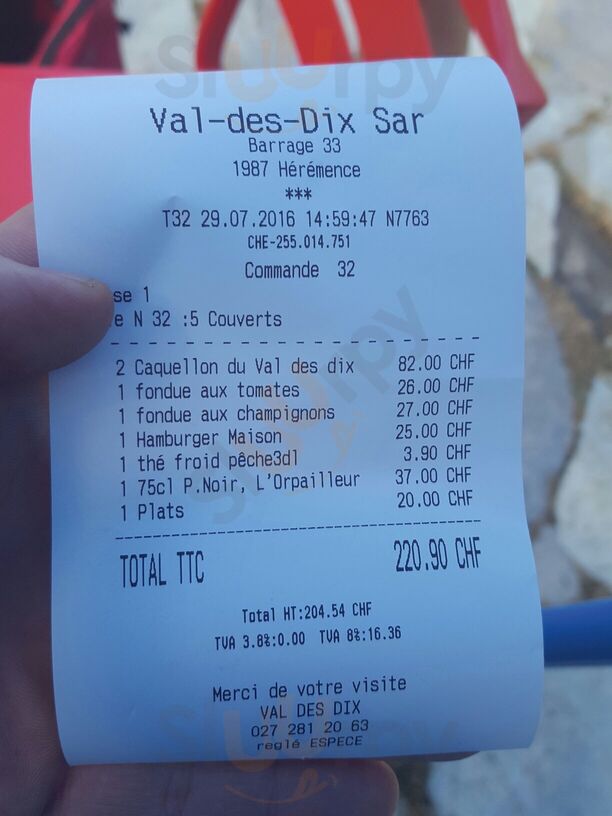 Val-des-Dix Sar
Barrage 33
1987 Hérémence
***
T32 29.07.2016 14:59:47 N7763
CHE-255.014.751
Commande 32
se 1
e N 32 :5 Couverts
2 Caquellon du Val des dix 82.00 CHF
1 fondue aux tomates 26.00 CHF
1 fondue aux champignons 27.00 CHF
1 Hamburger Maison 25.00 CHF
1 thé froid pêche3dl 3.90 CHF
1 75cl P.Noir, L'Orpailleur 37.00 CHF
1 Plats 20.00 CHF
TOTAL TTC 220.90 CHF
Total HT:204.54 CHF
TVA 3.8%:0.00 TVA 8%:16.36
Merci de votre visite
VAL DES DIX
027 281 20 63
reglé ESPECE
Sluurpy
Sluurpy
Sluurpy